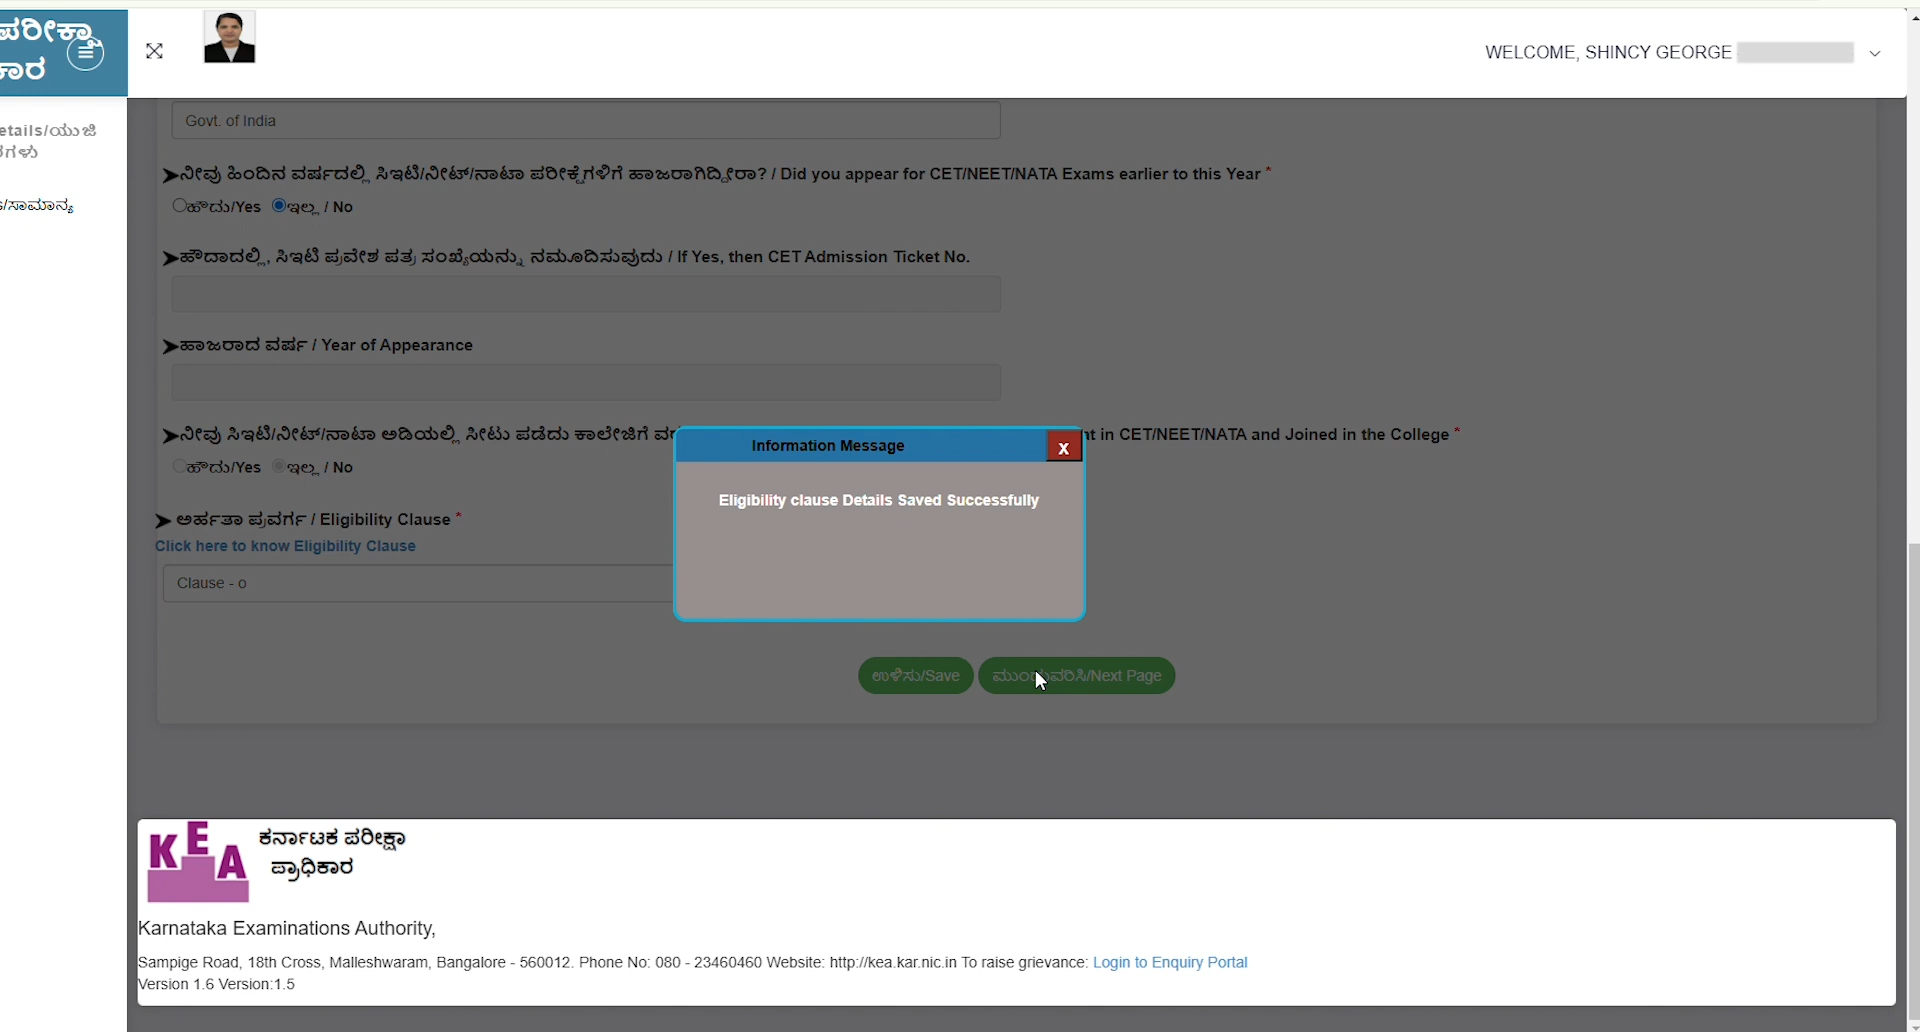 ಪರೀಕ್ಷಾ
ಕಾರ
WELCOME, SHINCY GEORGE
etails/ಯುಜಿ
ರಗಳು
s/ಸಾಮಾನ್ಯ
Govt. of India
➤ನೀವು ಹಿಂದಿನ ವರ್ಷದಲ್ಲಿ ಸಿಇಟಿ/ನೀಟ್/ನಾಟಾ ಪರೀಕ್ಷೆಗಳಿಗೆ ಹಾಜರಾಗಿದ್ದೀರಾ? / Did you appear for CET/NEET/NATA Exams earlier to this Year *
ಹೌದು/Yes ಇಲ್ಲ / No
➤ಹೌದಾದಲ್ಲಿ, ಸಿಇಟಿ ಪ್ರವೇಶ ಪತ್ರ ಸಂಖ್ಯೆಯನ್ನು ನಮೂದಿಸುವುದು / If Yes, then CET Admission Ticket No.
➤ಹಾಜರಾದ ವರ್ಷ / Year of Appearance
➤ನೀವು ಸಿಇಟಿ/ನೀಟ್/ನಾಟಾ ಅಡಿಯಲ್ಲಿ ಸೀಟು ಪಡೆದು ಕಾಲೇಜಿಗೆ nt in CET/NEET/NATA and Joined in the College *
ಹೌದು/Yes ಇಲ್ಲ / No
Information Message
x
Eligibility clause Details Saved Successfully
➤ ಅರ್ಹತಾ ಪ್ರವರ್ಗ / Eligibility Clause *
Click here to know Eligibility Clause
Clause - o
ಉಳಿಸು/Save ಮುಂದುವರಿಸಿ/Next Page
KEA
ಕರ್ನಾಟಕ ಪರೀಕ್ಷಾ
ಪ್ರಾಧಿಕಾರ
Karnataka Examinations Authority,
Sampige Road, 18th Cross, Malleshwaram, Bangalore - 560012. Phone No: 080 - 23460460 Website: http://kea.kar.nic.in To raise grievance: Login to Enquiry Portal
Version 1.6 Version:1.5